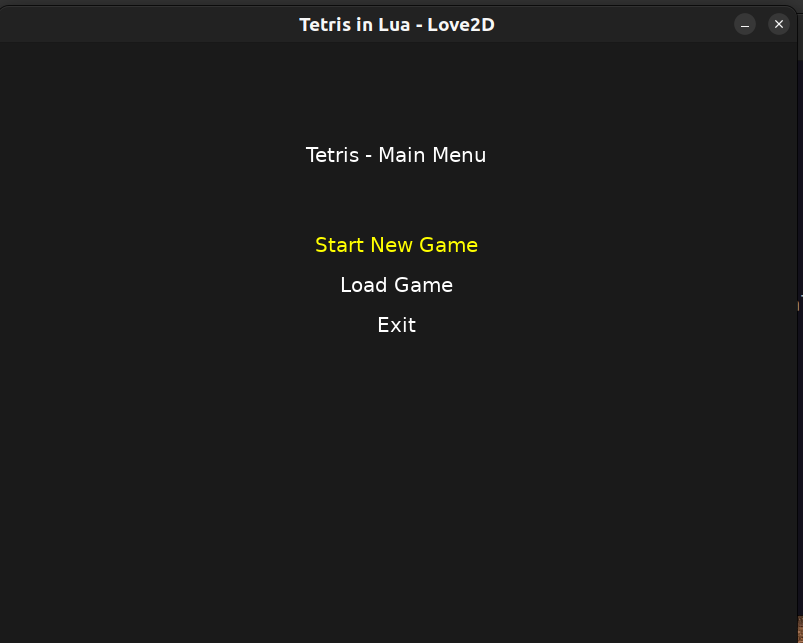 Tetris in Lua - Love2D
Tetris - Main Menu
Start New Game
Load Game
Exit